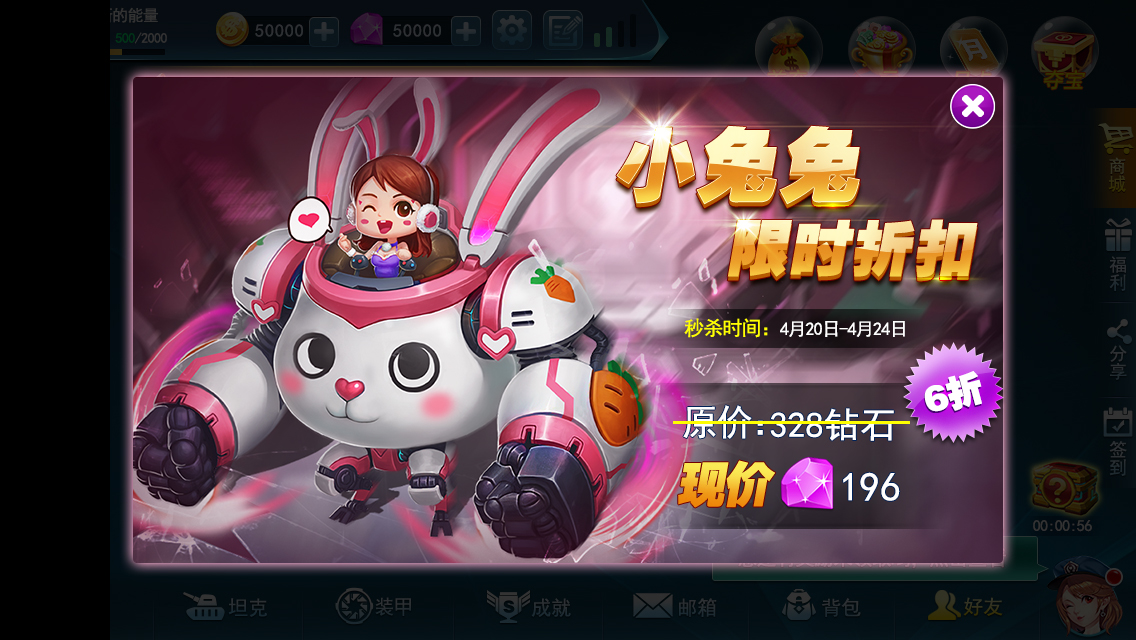 的能量
500/2000
50000
50000
夺宝
小兔兔
限时折扣
秒杀时间：4月20日-4月24日
6折
原价:328钻石
现价 196
商城
福利
分享
签到
00:00:56
坦克
装甲
成就
邮箱
背包
好友